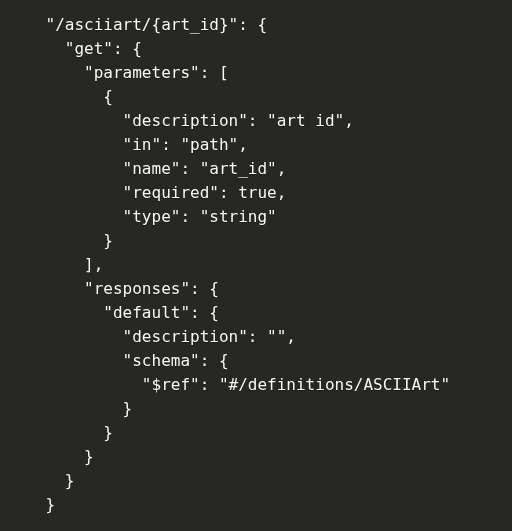 "/asciiart/{art_id}": {
  "get": {
    "parameters": [
      {
        "description": "art id",
        "in": "path",
        "name": "art_id",
        "required": true,
        "type": "string"
      }
    ],
    "responses": {
      "default": {
        "description": "",
        "schema": {
          "$ref": "#/definitions/ASCIIArt"
        }
      }
    }
  }
}